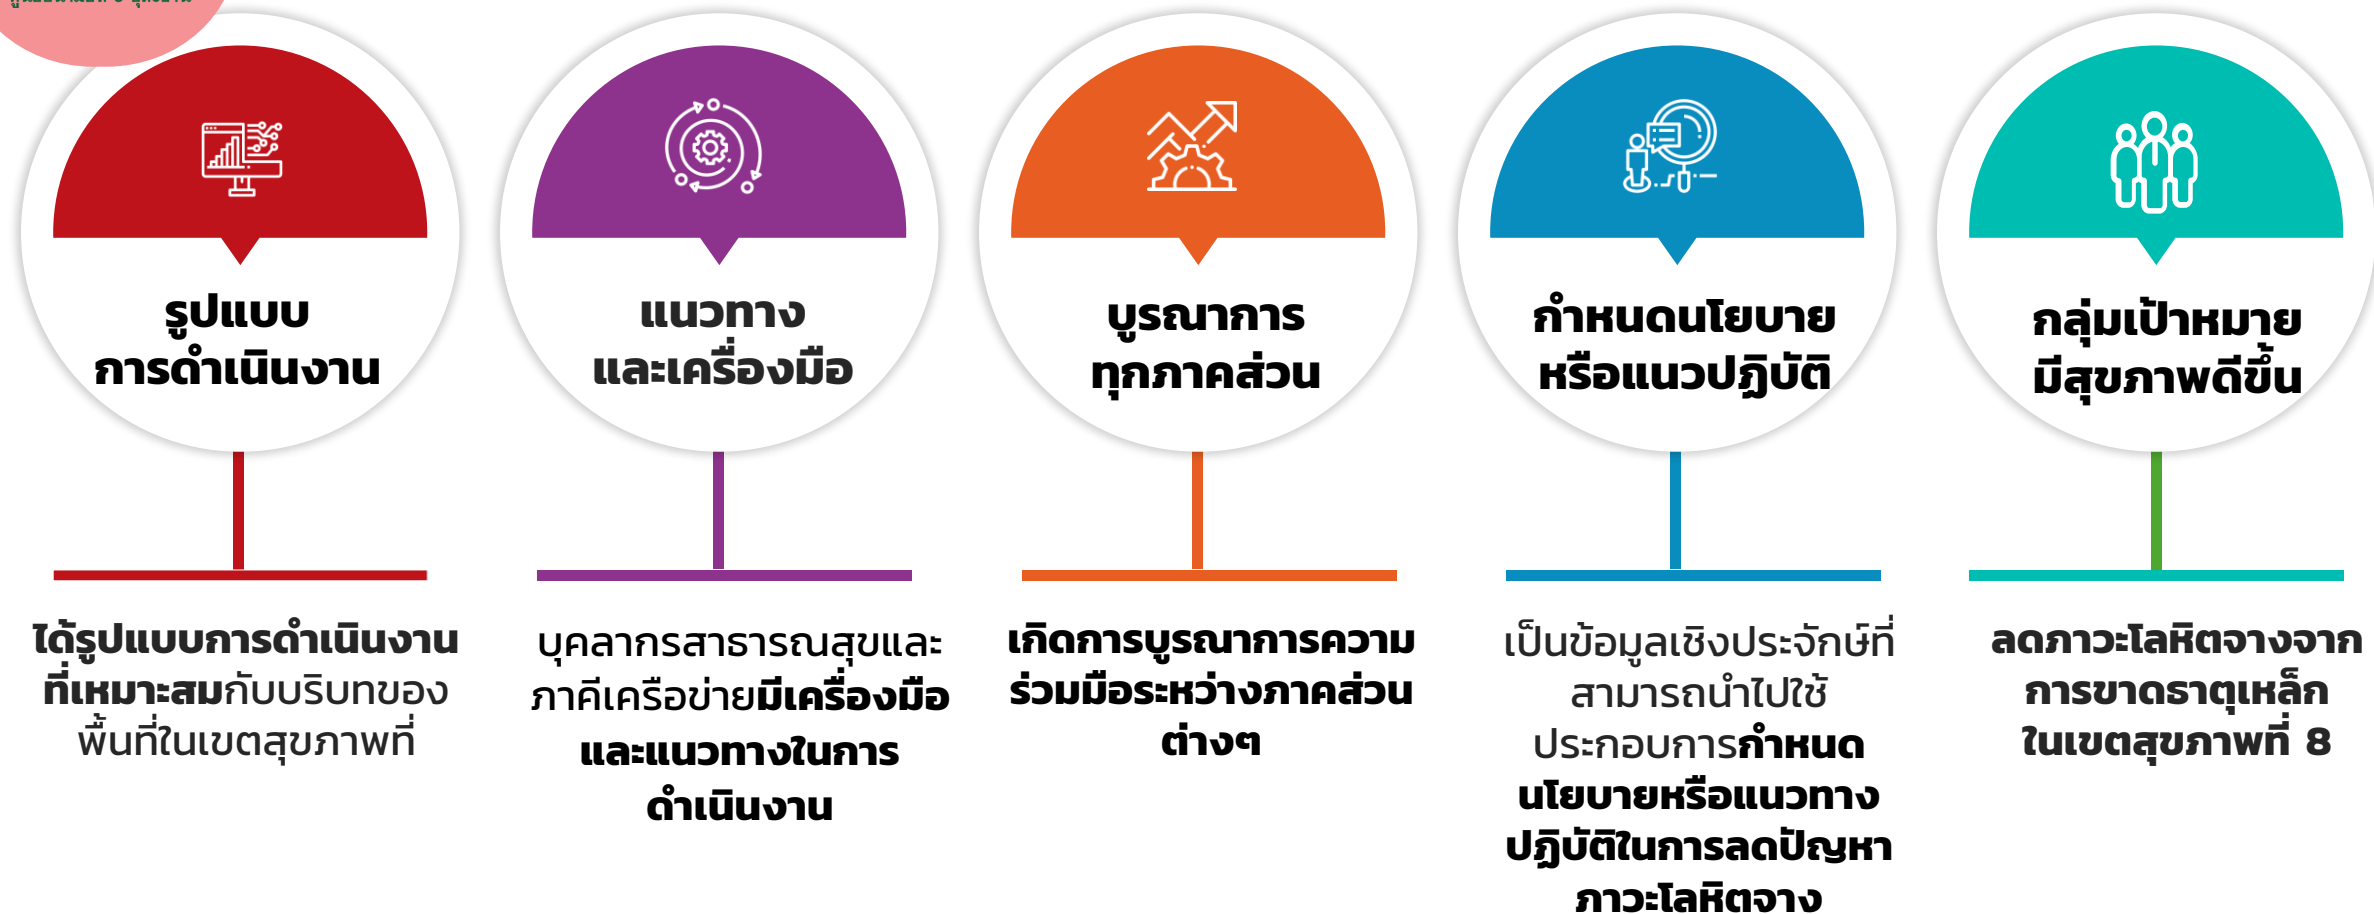 รูปแบบ
การดำเนินงาน
ได้รูปแบบการดำเนินงาน
ที่เหมาะสมกับบริบทของ
พื้นที่ในเขตสุขภาพที่
แนวทาง
และเครื่องมือ
บุคลากรสาธารณสุขและ
ภาคีเครือข่ายมีเครื่องมือ
และแนวทางในการ
ดำเนินงาน
บูรณาการ
ทุกภาคส่วน
เกิดการบูรณาการความ
ร่วมมือระหว่างภาคส่วน
ต่างๆ
กำหนดนโยบาย
หรือแนวปฏิบัติ
เป็นข้อมูลเชิงประจักษ์ที่
สามารถนำไปใช้
ประกอบการกำหนด
นโยบายหรือแนวทาง
ปฏิบัติในการลดปัญหา
ภาวะโลหิตจาง
กลุ่มเป้าหมาย
มีสุขภาพดีขึ้น
ลดภาวะโลหิตจางจาก
การขาดธาตุเหล็ก
ในเขตสุขภาพที่ 8